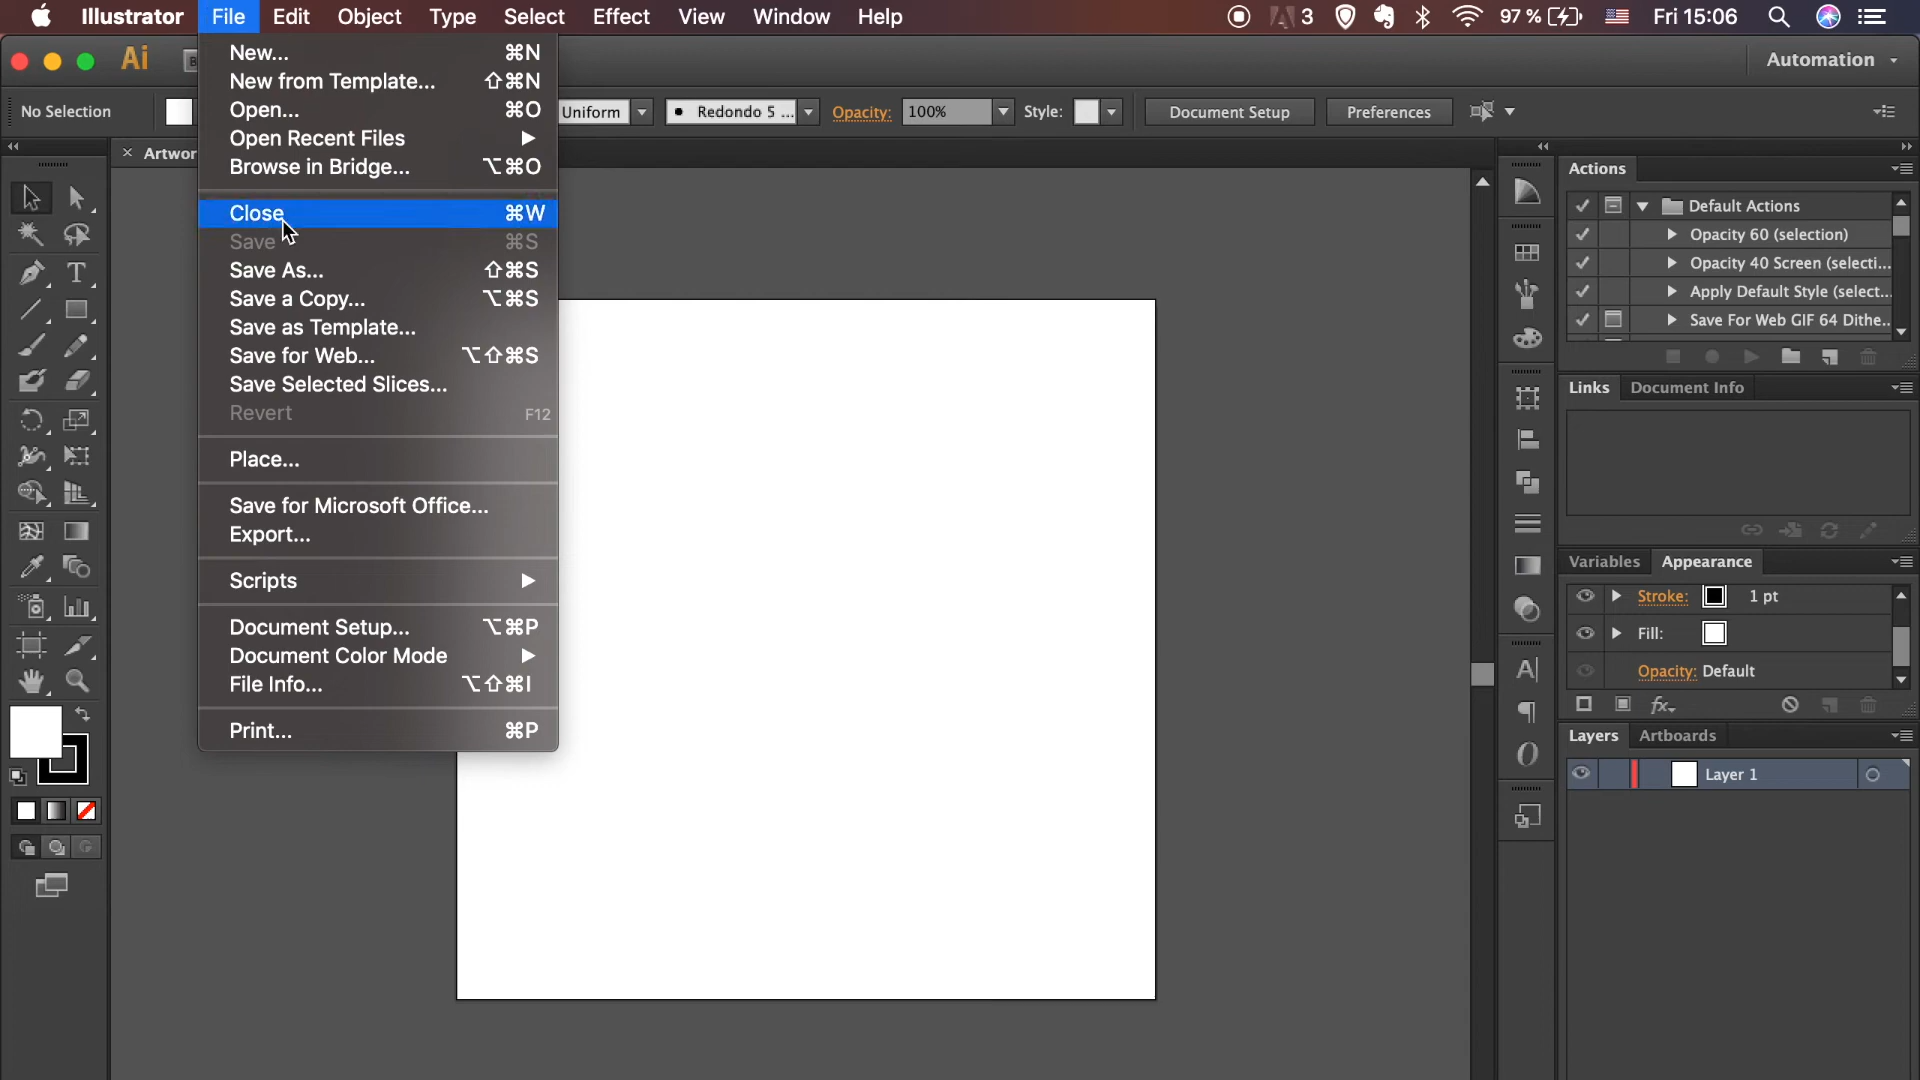 Illustrator File Edit Object Type Select Effect View Window Help 3 97 % Fri 15:06
Ai Automation
No Selection Uniform Redondo 5 ... Opacity: 100% Style: Document Setup Preferences
Artwor
New... ⌘N
New from Template... ⇧⌘N
Open... ⌘O
Open Recent Files
Browse in Bridge... ⌥⌘O
Close ⌘W
Save ⌘S
Save As... ⇧⌘S
Save a Copy... ⌥⌘S
Save as Template...
Save for Web... ⌥⇧⌘S
Save Selected Slices...
Revert F12
Place...
Save for Microsoft Office...
Export...
Scripts
Document Setup... ⌥⌘P
Document Color Mode
File Info... ⌥⇧⌘I
Print... ⌘P
Actions
Default Actions
Opacity 60 (selection)
Opacity 40 Screen (selecti...
Apply Default Style (select...
Save For Web GIF 64 Dithe...
Links Document Info
Variables Appearance
Stroke: 1 pt
Fill:
Opacity: Default
fx
Layers Artboards
Layer 1